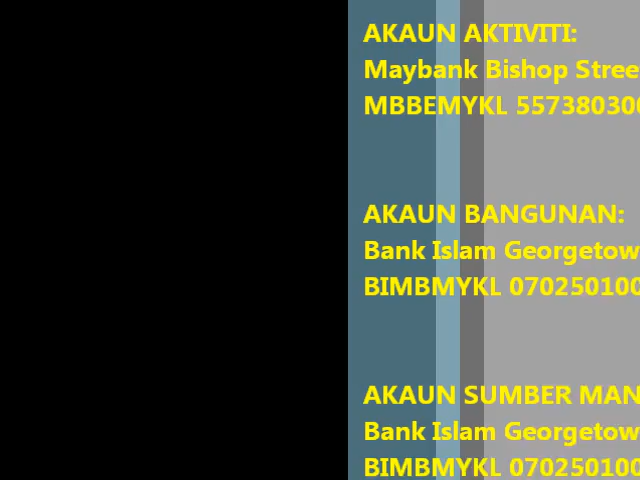 AKAUN AKTIVITI:
Maybank Bishop Stree
MBBEMYKL 55738030
AKAUN BANGUNAN:
Bank Islam Georgetow
BIMBMYKL 070250100
AKAUN SUMBER MAN
Bank Islam Georgetow
BIMBMYKL 070250100